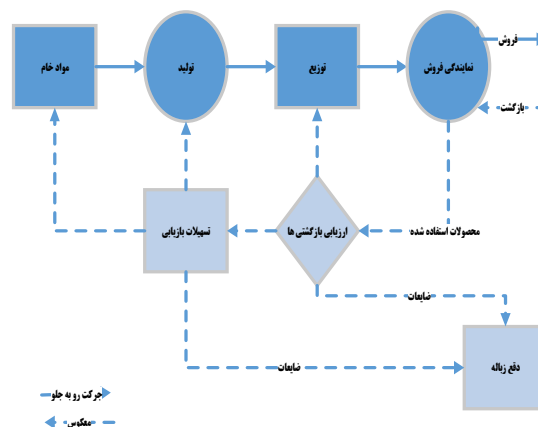 فروش
مواد خام
تولید
توزیع
نمایندگی فروش
بازگشت
تسهیلات بازیابی
ارزیابی بازگشتی ها
محصولات استفاده شده
ضایعات
دفع زباله
ضایعات
حرکت رو به جلو
معکوس